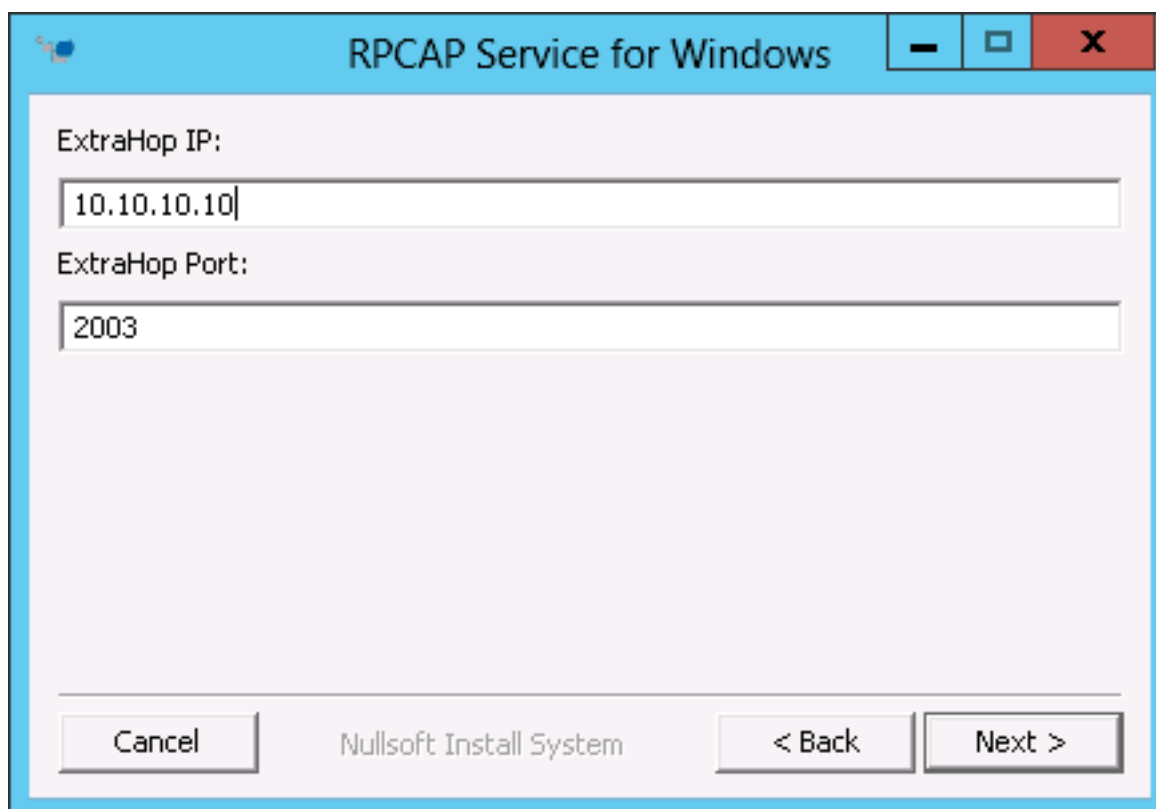 RPCAP Service for Windows
ExtraHop IP:
10.10.10.10
ExtraHop Port:
2003
Cancel
Nullsoft Install System
< Back
Next >